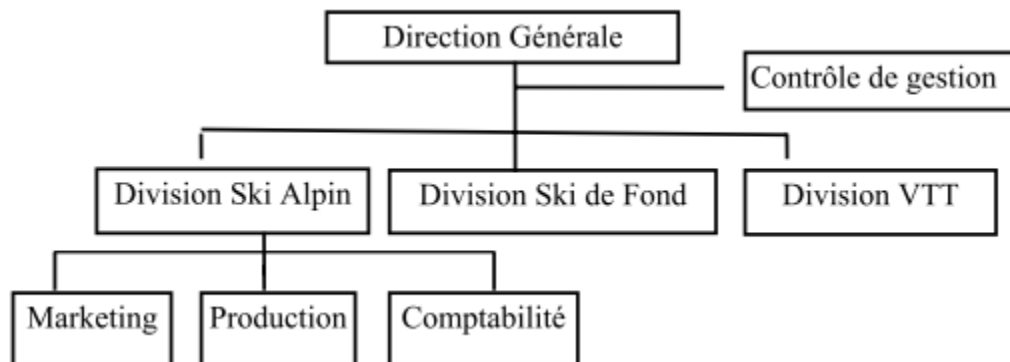 Direction Générale
Contrôle de gestion
Division Ski Alpin
Division Ski de Fond
Division VTT
Marketing
Production
Comptabilité